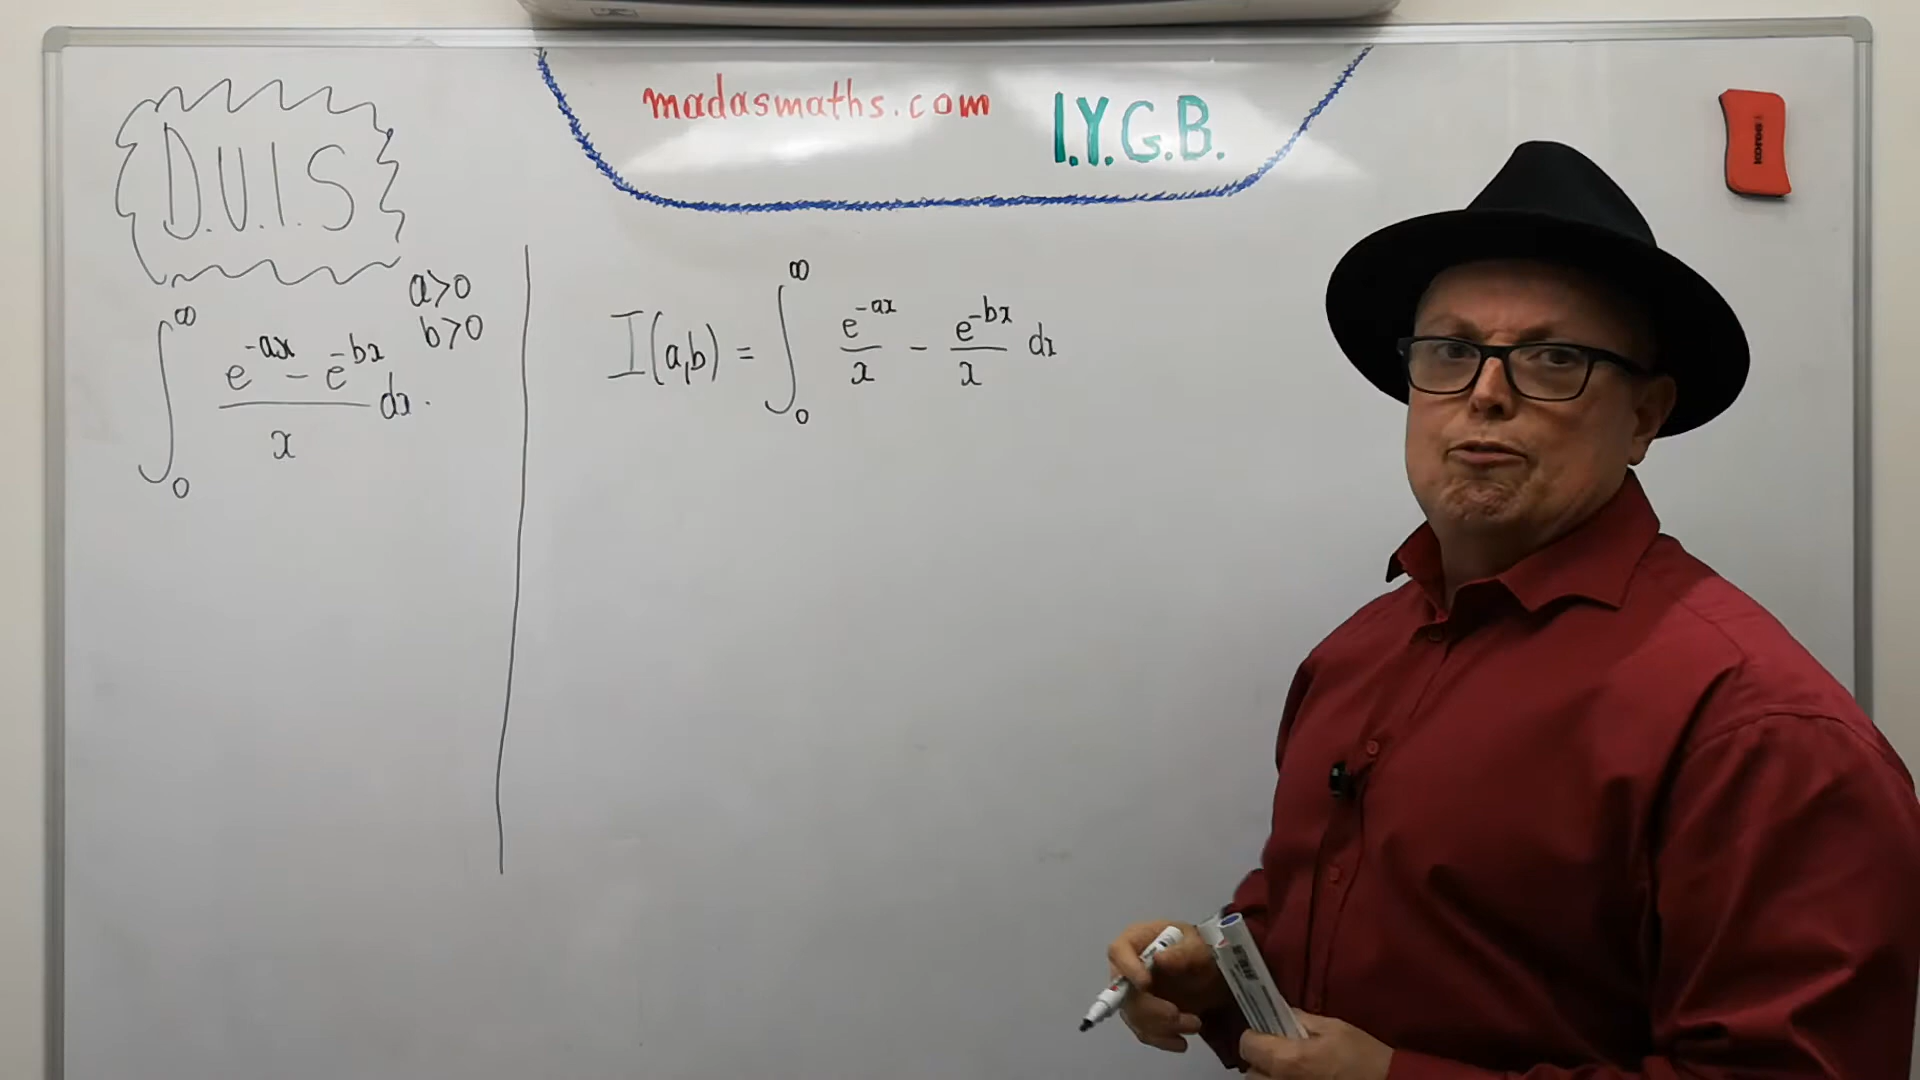 madasmaths.com I.Y.G.B.
D.U.I.S
∫₀^∞ (e^{-ax} - e^{-bx})/x dx.
a>0
b>0
I(a,b) = ∫₀^∞ e^{-ax}/x - e^{-bx}/x dx